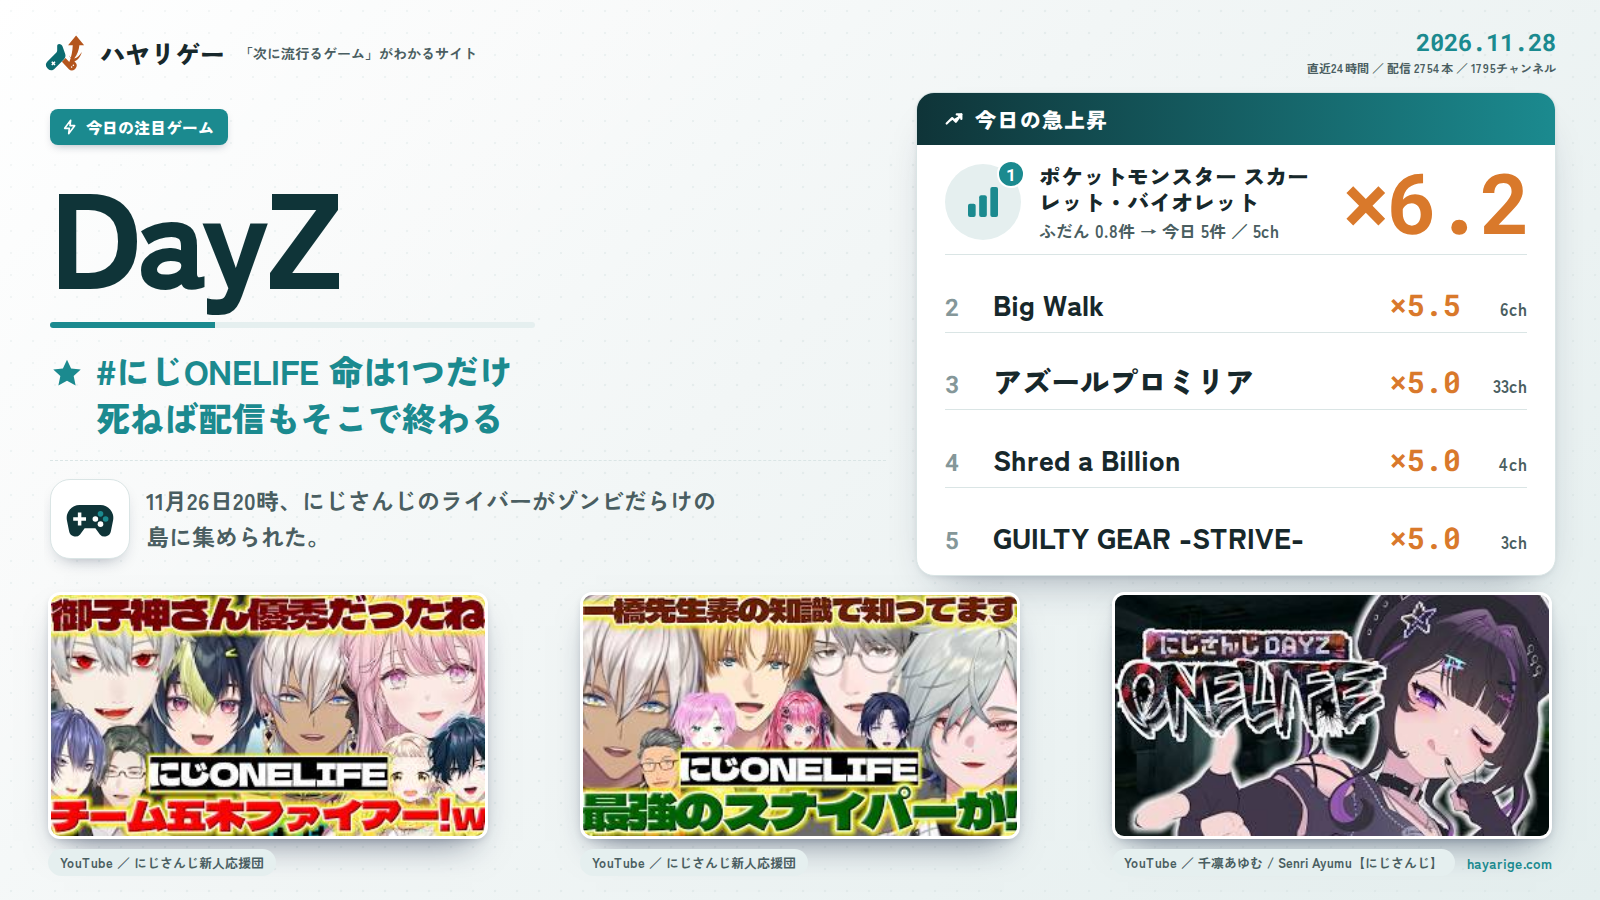 ハヤリゲー
「次に流行るゲーム」がわかるサイト
2026.11.28
直近24時間 ／ 配信 2754 本 ／ 1795チャンネル
今日の注目ゲーム
DayZ
#にじONELIFE 命は1つだけ
死ねば配信もそこで終わる
11月26日20時、にじさんじのライバーがゾンビだらけの
島に集められた。
今日の急上昇
1
ポケットモンスター スカー
レット・バイオレット
ふだん 0.8件 → 今日 5件 ／ 5ch
×6.2
2 Big Walk ×5.5 6ch
3 アズールプロミリア ×5.0 33ch
4 Shred a Billion ×5.0 4ch
5 GUILTY GEAR -STRIVE- ×5.0 3ch
御子神さん優秀だったね
にじONELIFE
チーム五木ファイアー!w
一橋先生素の知識で知ってます
にじONELIFE
最強のスナイパーが!
にじさんじ DAYZ
ONELIFE
YouTube ／ にじさんじ新人応援団
YouTube ／ にじさんじ新人応援団
YouTube ／ 千凛あゆむ / Senri Ayumu【にじさんじ】
hayarige.com